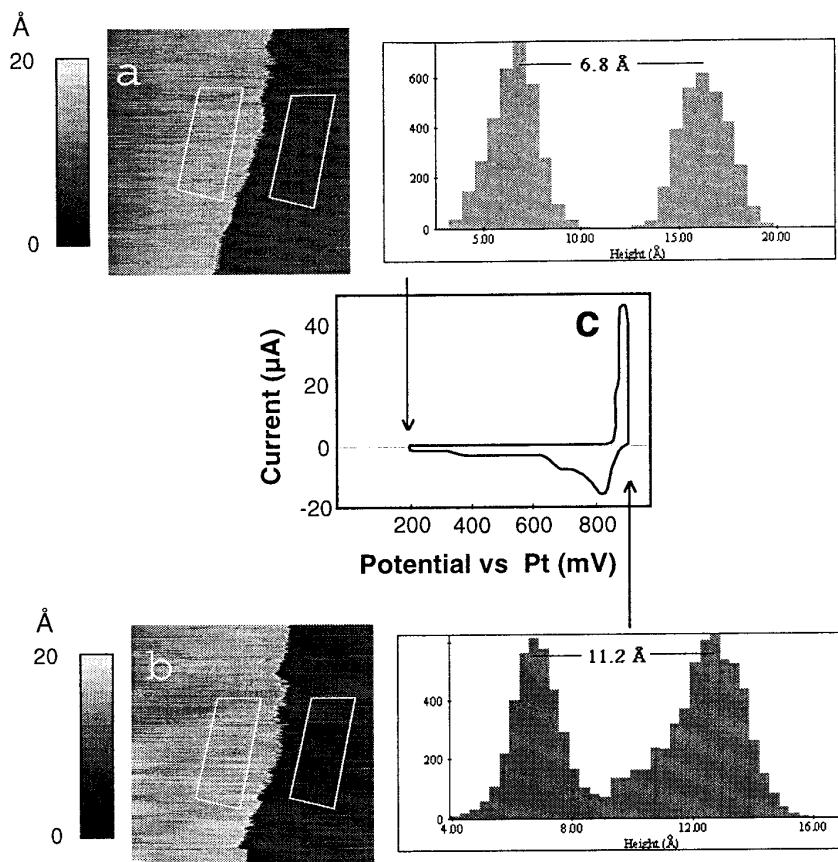 Å
20
0
a
600
400
200
0
6.8 Å
5.00 10.00 15.00 20.00
Height (Å)
C
Current (µA)
40
20
0
-20
200 400 600 800
Potential vs Pt (mV)
Å
20
0
b
400
200
0
11.2 Å
4.00 8.00 12.00 16.00
Height (Å)